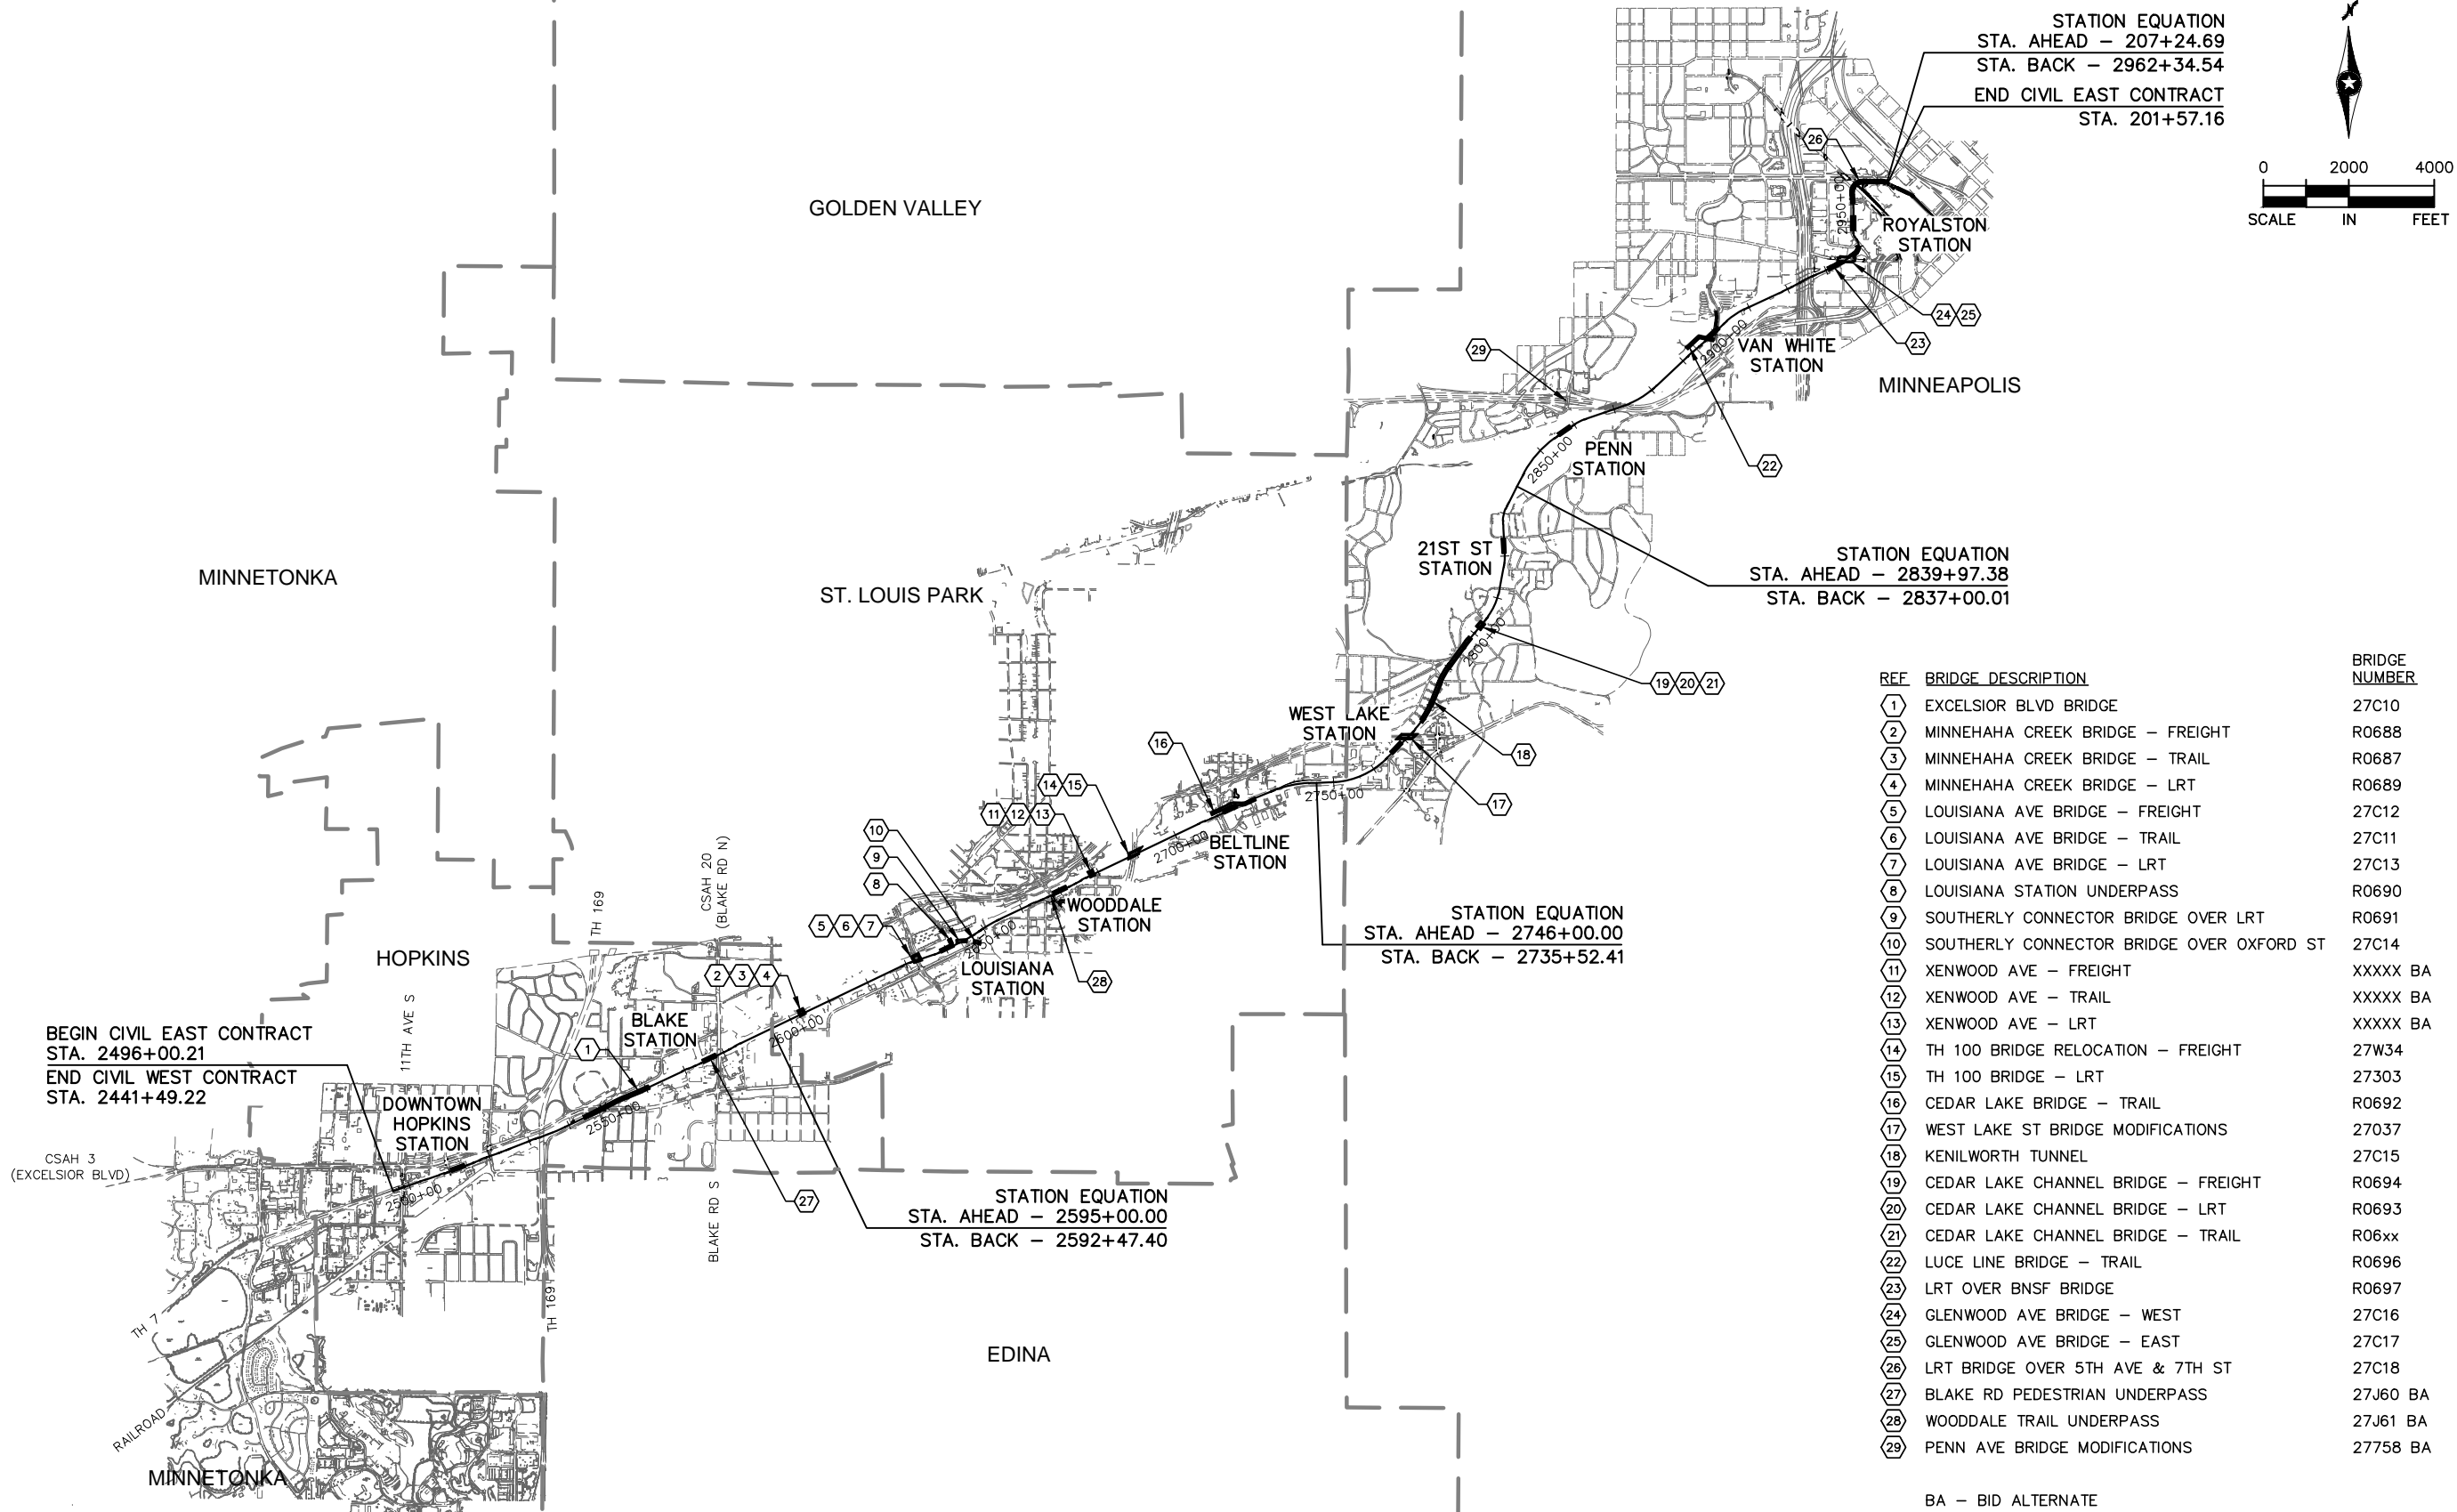 STATION EQUATION
STA. AHEAD – 207+24.69
STA. BACK – 2962+34.54
END CIVIL EAST CONTRACT
STA. 201+57.16
N
0 2000 4000
SCALE IN FEET
26
2950+00
ROYALSTON
STATION
24 25
23
GOLDEN VALLEY
29
2900+00
VAN WHITE
STATION
MINNEAPOLIS
PENN
STATION
2850+00
22
21ST ST
STATION
STATION EQUATION
STA. AHEAD – 2839+97.38
STA. BACK – 2837+00.01
MINNETONKA
ST. LOUIS PARK
2800+00
19 20 21
WEST LAKE
STATION
16
18
14 15
2750+00
17
11 12 13
10
9
8
2700+00
BELTLINE
STATION
CSAH 20
(BLAKE RD N)
TH 169
WOODDALE
STATION
5 6 7
2650+00
STATION EQUATION
STA. AHEAD – 2746+00.00
STA. BACK – 2735+52.41
HOPKINS
LOUISIANA
STATION
2 3 4
28
11TH AVE S
BLAKE
STATION
2600+00
BEGIN CIVIL EAST CONTRACT
STA. 2496+00.21
END CIVIL WEST CONTRACT
STA. 2441+49.22
1
DOWNTOWN
HOPKINS
STATION
2550+00
CSAH 3
(EXCELSIOR BLVD)
2500+00
27
BLAKE RD S
STATION EQUATION
STA. AHEAD – 2595+00.00
STA. BACK – 2592+47.40
TH 169
TH 7
EDINA
RAILROAD
MINNETONKA
REF BRIDGE DESCRIPTION BRIDGE
NUMBER
1 EXCELSIOR BLVD BRIDGE 27C10
2 MINNEHAHA CREEK BRIDGE – FREIGHT R0688
3 MINNEHAHA CREEK BRIDGE – TRAIL R0687
4 MINNEHAHA CREEK BRIDGE – LRT R0689
5 LOUISIANA AVE BRIDGE – FREIGHT 27C12
6 LOUISIANA AVE BRIDGE – TRAIL 27C11
7 LOUISIANA AVE BRIDGE – LRT 27C13
8 LOUISIANA STATION UNDERPASS R0690
9 SOUTHERLY CONNECTOR BRIDGE OVER LRT R0691
10 SOUTHERLY CONNECTOR BRIDGE OVER OXFORD ST 27C14
11 XENWOOD AVE – FREIGHT XXXXX BA
12 XENWOOD AVE – TRAIL XXXXX BA
13 XENWOOD AVE – LRT XXXXX BA
14 TH 100 BRIDGE RELOCATION – FREIGHT 27W34
15 TH 100 BRIDGE – LRT 27303
16 CEDAR LAKE BRIDGE – TRAIL R0692
17 WEST LAKE ST BRIDGE MODIFICATIONS 27037
18 KENILWORTH TUNNEL 27C15
19 CEDAR LAKE CHANNEL BRIDGE – FREIGHT R0694
20 CEDAR LAKE CHANNEL BRIDGE – LRT R0693
21 CEDAR LAKE CHANNEL BRIDGE – TRAIL R06xx
22 LUCE LINE BRIDGE – TRAIL R0696
23 LRT OVER BNSF BRIDGE R0697
24 GLENWOOD AVE BRIDGE – WEST 27C16
25 GLENWOOD AVE BRIDGE – EAST 27C17
26 LRT BRIDGE OVER 5TH AVE & 7TH ST 27C18
27 BLAKE RD PEDESTRIAN UNDERPASS 27J60 BA
28 WOODDALE TRAIL UNDERPASS 27J61 BA
29 PENN AVE BRIDGE MODIFICATIONS 27758 BA
BA – BID ALTERNATE